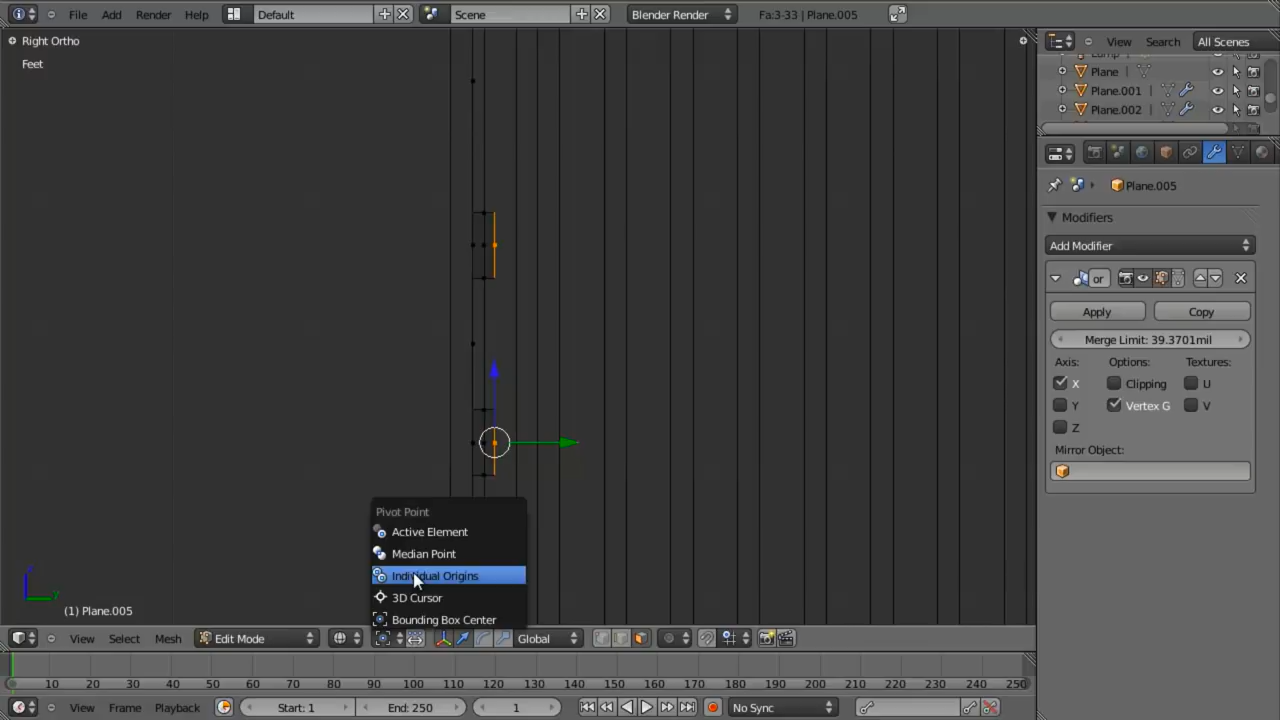 File Add Render Help Default Scene Blender Render Fa:3-33 | Plane.005
Right Ortho
Feet
View Search All Scenes
Plane
Plane.001
Plane.002
Plane.005
Modifiers
Add Modifier
or
Apply Copy
Merge Limit: 39.3701mil
Axis: Options: Textures:
X Clipping U
Y Vertex G V
Z
Mirror Object:
Pivot Point
Active Element
Median Point
Individual Origins
3D Cursor
Bounding Box Center
(1) Plane.005
View Select Mesh Edit Mode Global
10 20 30 40 50 60 70 80 90 100 110 120 130 140 150 160 170 180 190 200 210 220 230 240 250
View Frame Playback Start: 1 End: 250 1 No Sync